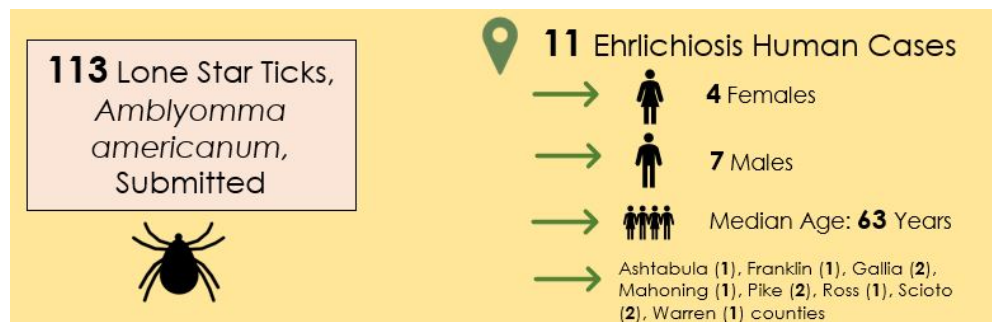 113 Lone Star Ticks,
Amblyomma
americanum,
Submitted
11 Ehrlichiosis Human Cases
4 Females
7 Males
Median Age: 63 Years
Ashtabula (1), Franklin (1), Gallia (2),
Mahoning (1), Pike (2), Ross (1), Scioto
(2), Warren (1) counties